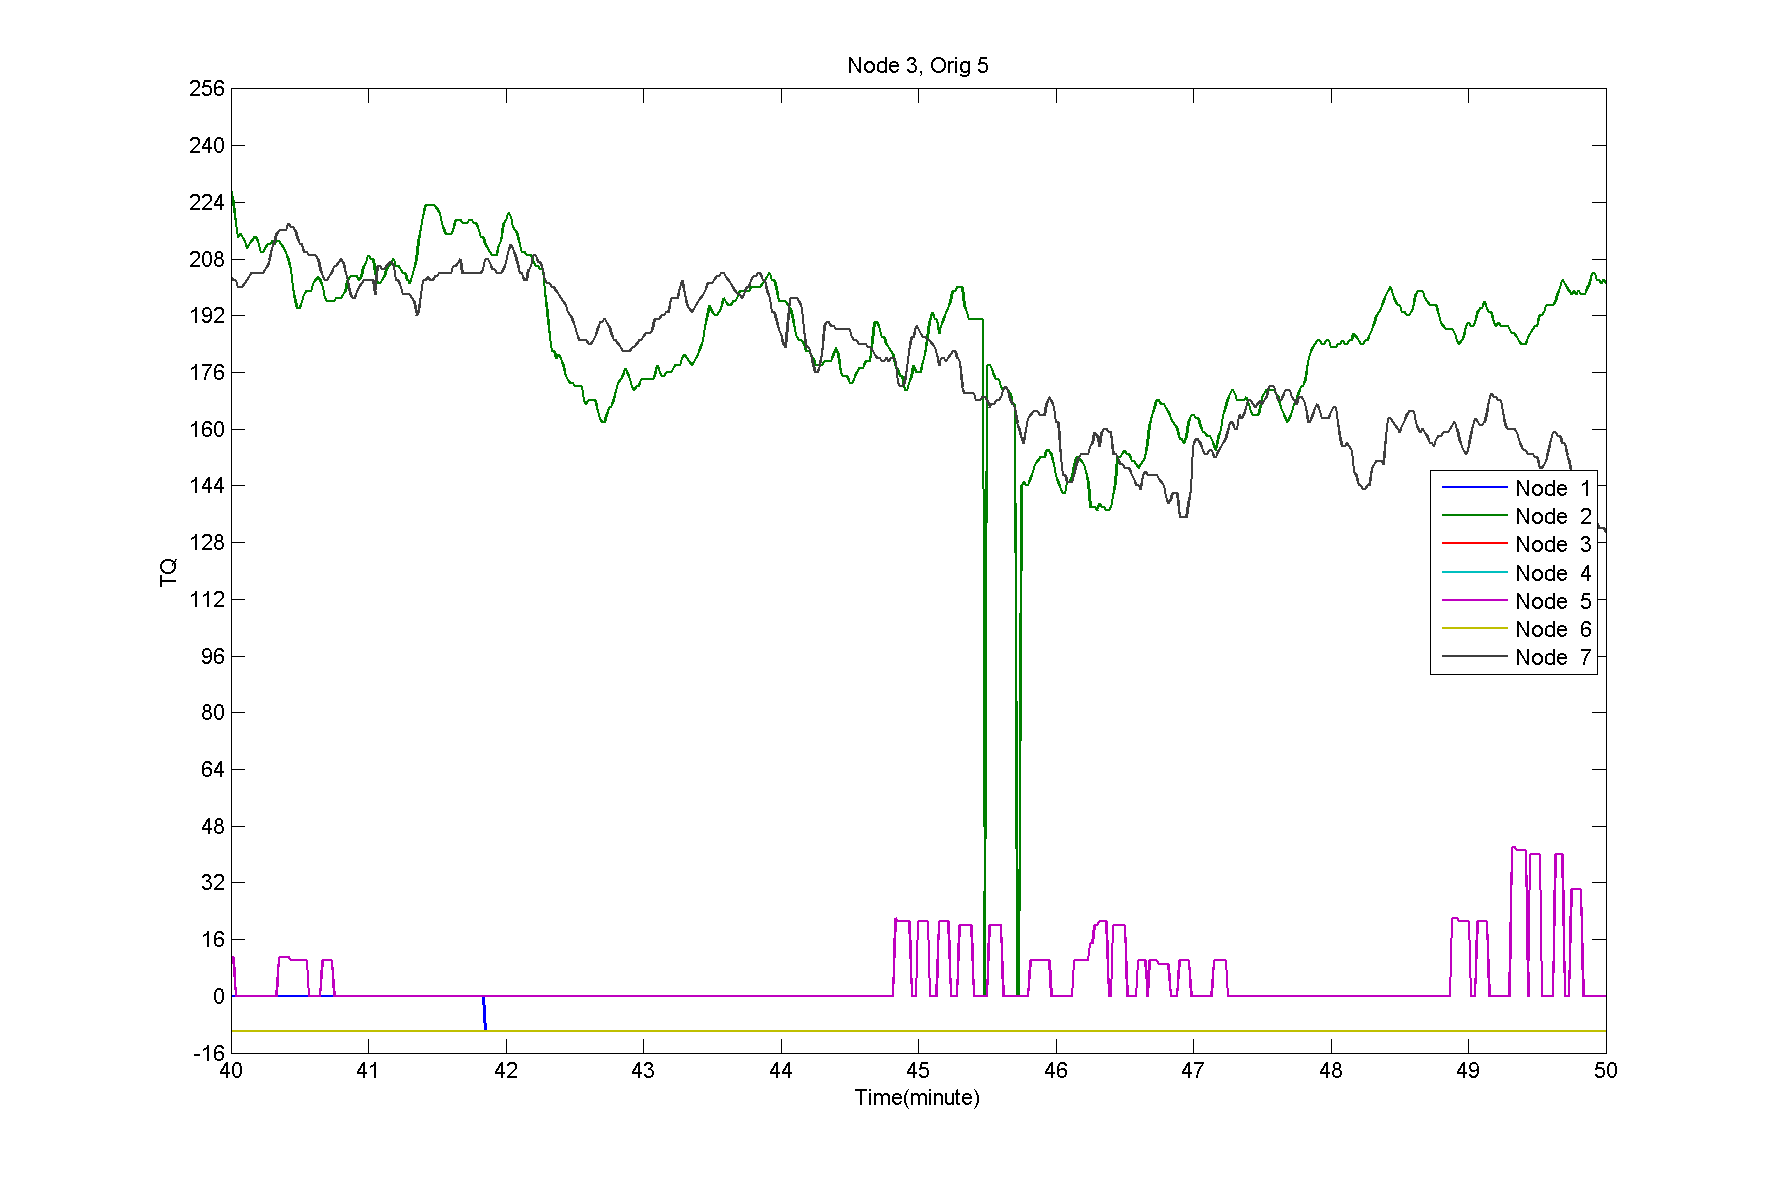 Node 3, Orig 5
256
240
224
208
192
176
160
144
128
112
96
80
64
48
32
16
0
-16
TQ
40 41 42 43 44 45 46 47 48 49 50
Time(minute)
Node 1
Node 2
Node 3
Node 4
Node 5
Node 6
Node 7